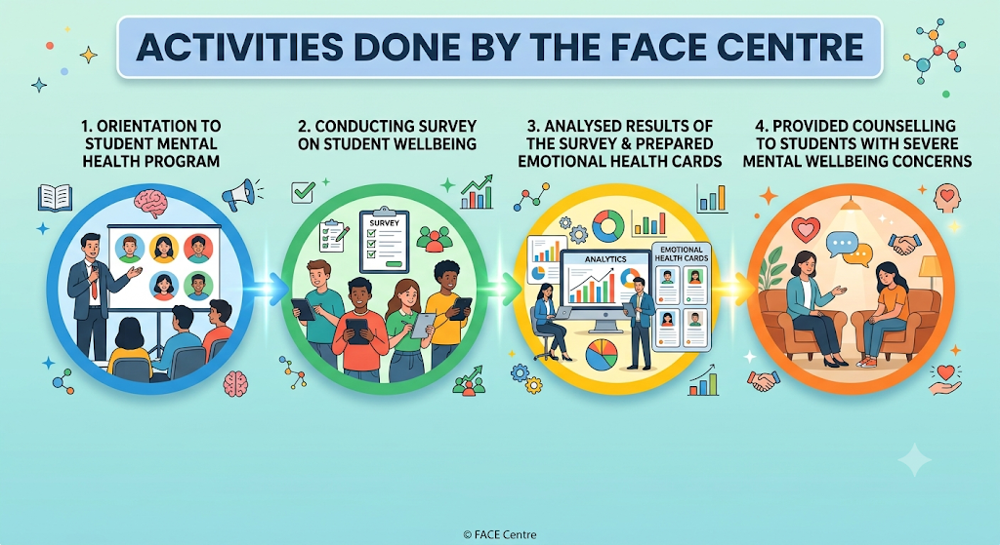 ACTIVITIES DONE BY THE FACE CENTRE
1. ORIENTATION TO
STUDENT MENTAL
HEALTH PROGRAM
2. CONDUCTING SURVEY
ON STUDENT WELLBEING
3. ANALYSED RESULTS OF
THE SURVEY & PREPARED
EMOTIONAL HEALTH CARDS
4. PROVIDED COUNSELLING
TO STUDENTS WITH SEVERE
MENTAL WELLBEING CONCERNS
SURVEY
ANALYTICS
EMOTIONAL
HEALTH CARDS
© FACE Centre